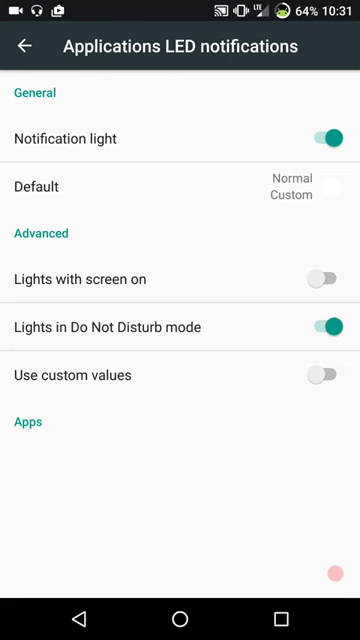 LTE 64% 10:31
Applications LED notifications
General
Notification light
Default
Normal
Custom
Advanced
Lights with screen on
Lights in Do Not Disturb mode
Use custom values
Apps